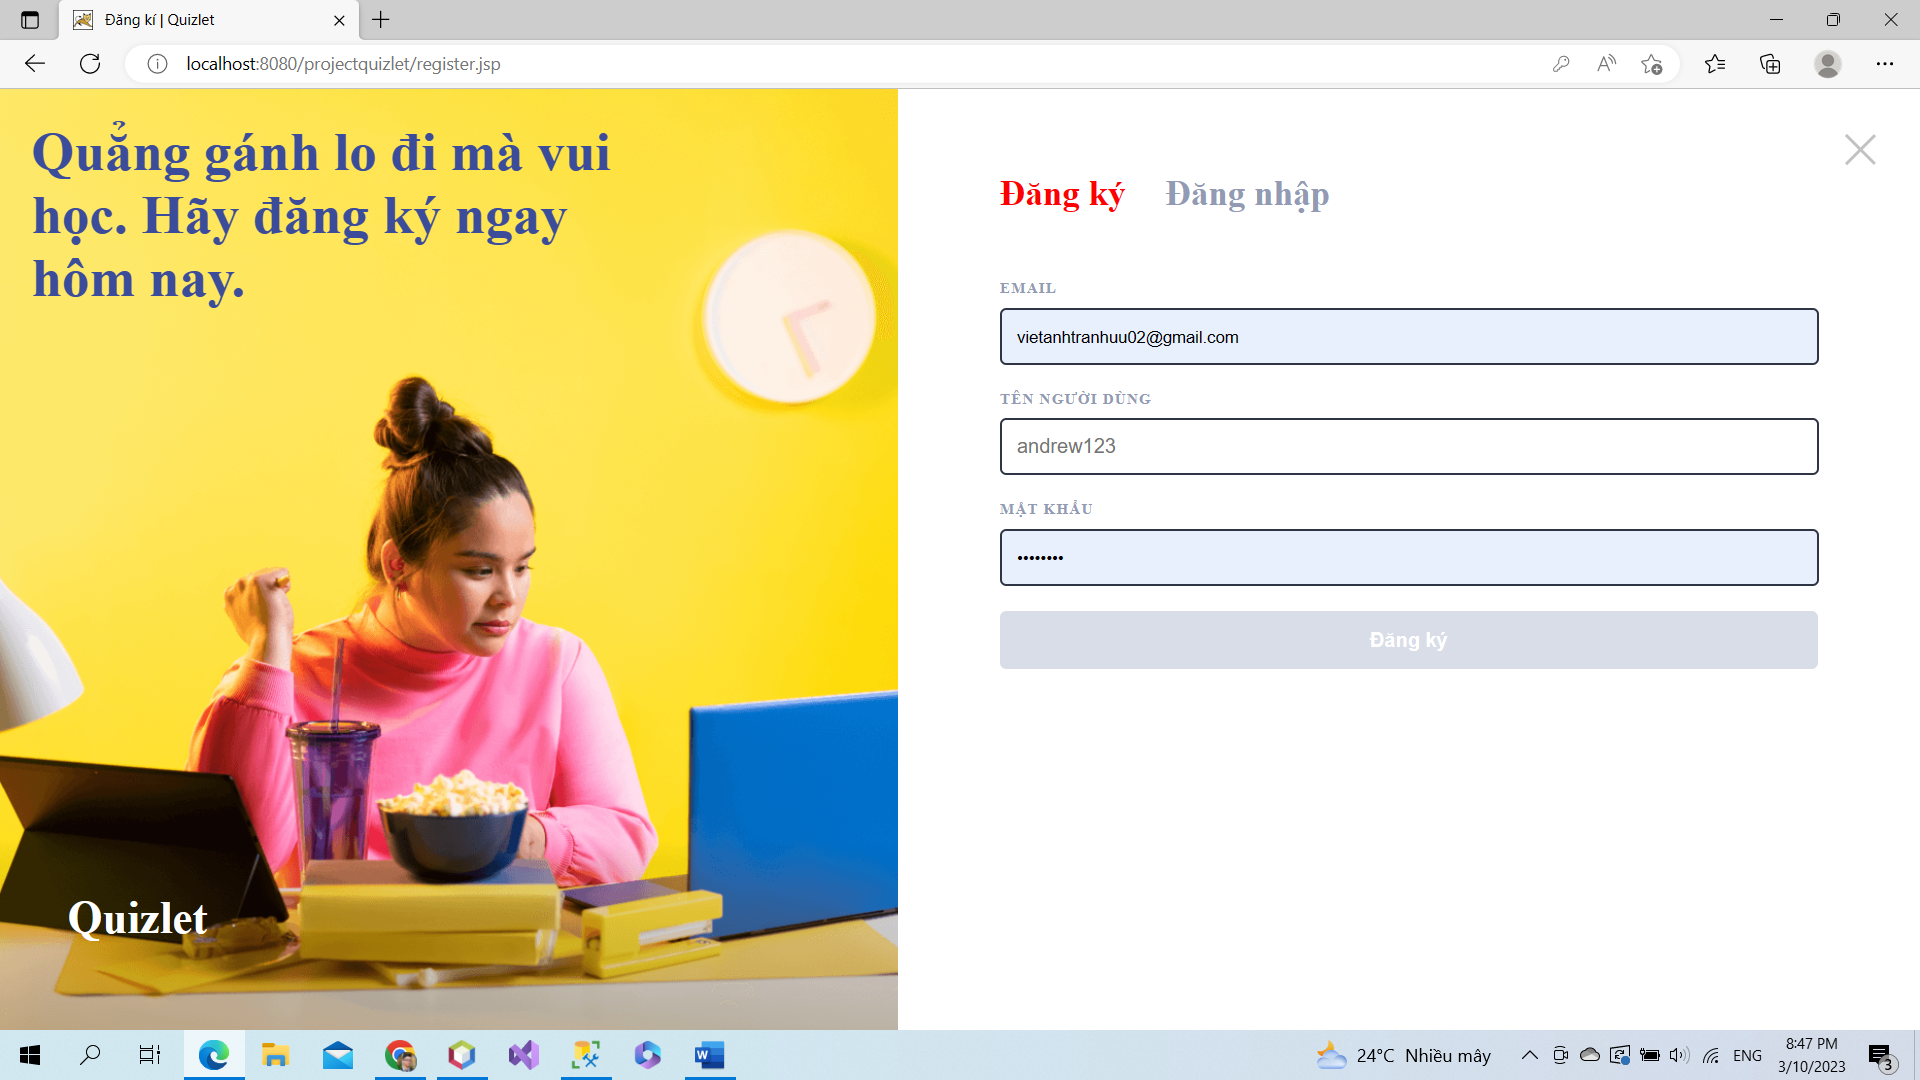 Đăng kí | Quizlet
localhost:8080/projectquizlet/register.jsp
Quẳng gánh lo đi mà vui
học. Hãy đăng ký ngay
hôm nay.
Quizlet
Đăng ký Đăng nhập
EMAIL
vietanhtranhuu02@gmail.com
TÊN NGƯỜI DÙNG
andrew123
MẬT KHẨU
••••••••
Đăng ký
24°C Nhiều mây
ENG
8:47 PM
3/10/2023
3